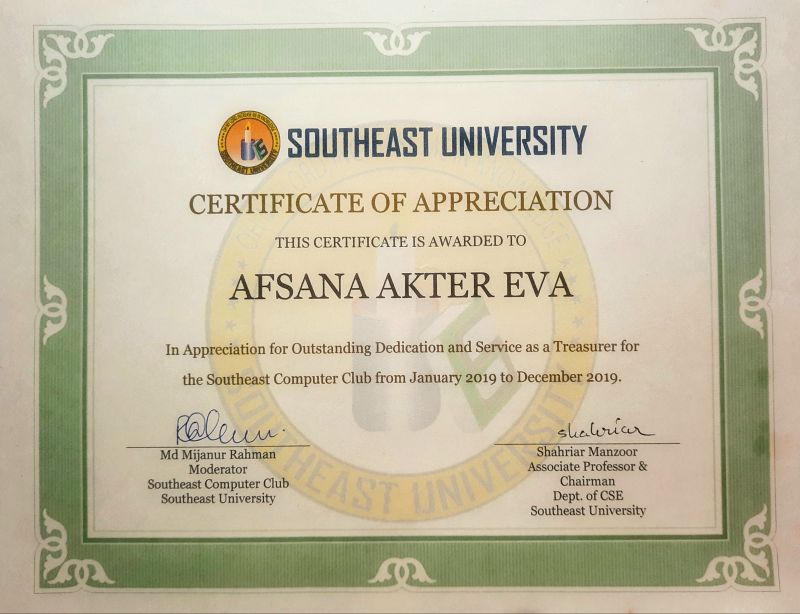 SOUTHEAST UNIVERSITY
CERTIFICATE OF APPRECIATION
THIS CERTIFICATE IS AWARDED TO
AFSANA AKTER EVA
In Appreciation for Outstanding Dedication and Service as a Treasurer for
the Southeast Computer Club from January 2019 to December 2019.
Md Mijanur Rahman
Moderator
Southeast Computer Club
Southeast University
shahriar
Shahriar Manzoor
Associate Professor &
Chairman
Dept. of CSE
Southeast University
SOUTHEAST UNIVERSITY